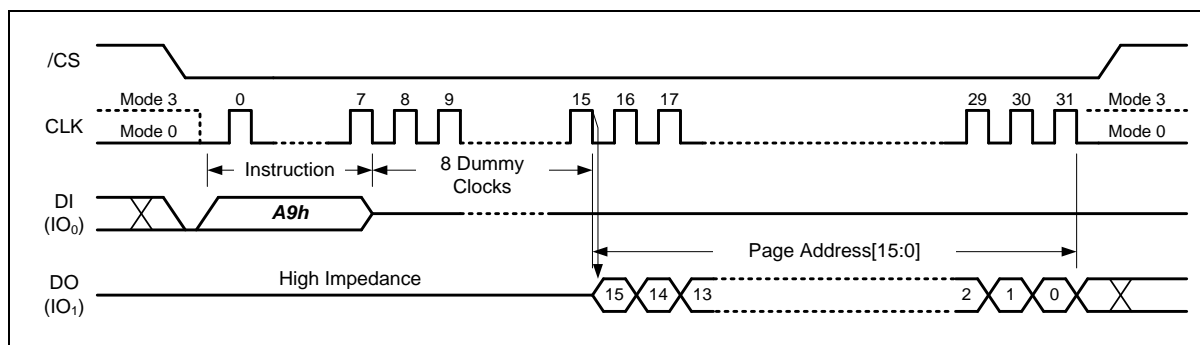 /CS
Mode 3 0 7 8 9 15 16 17 29 30 31 Mode 3
CLK
Mode 0 Mode 0
Instruction 8 Dummy
Clocks
DI
(IO₀)
A9h
Page Address[15:0]
High Impedance
DO
(IO₁)
15 14 13 2 1 0